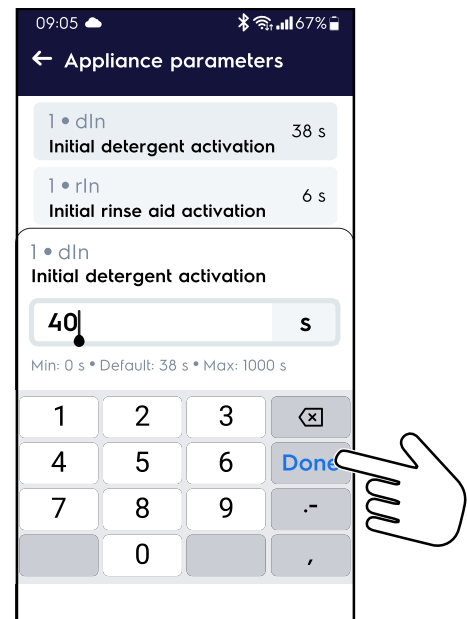 09:05 67%
← Appliance parameters
1 • dIn
Initial detergent activation
38 s
1 • rIn
Initial rinse aid activation
6 s
1 • dIn
Initial detergent activation
40 s
Min: 0 s • Default: 38 s • Max: 1000 s
1 2 3
4 5 6 Done
7 8 9 .-
0 ,